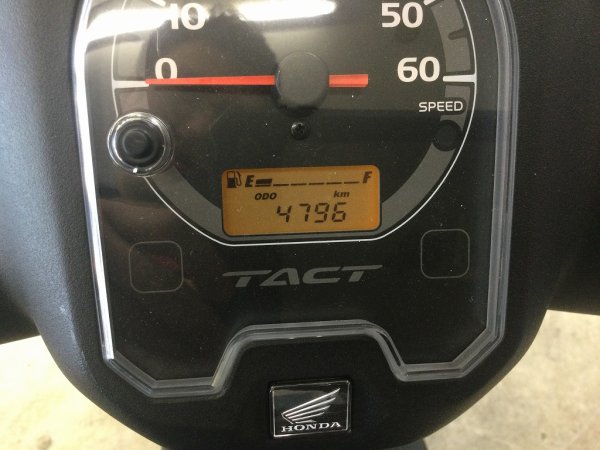 10 50
0 60
SPEED
E F
ODO km
4796
TACT
HONDA